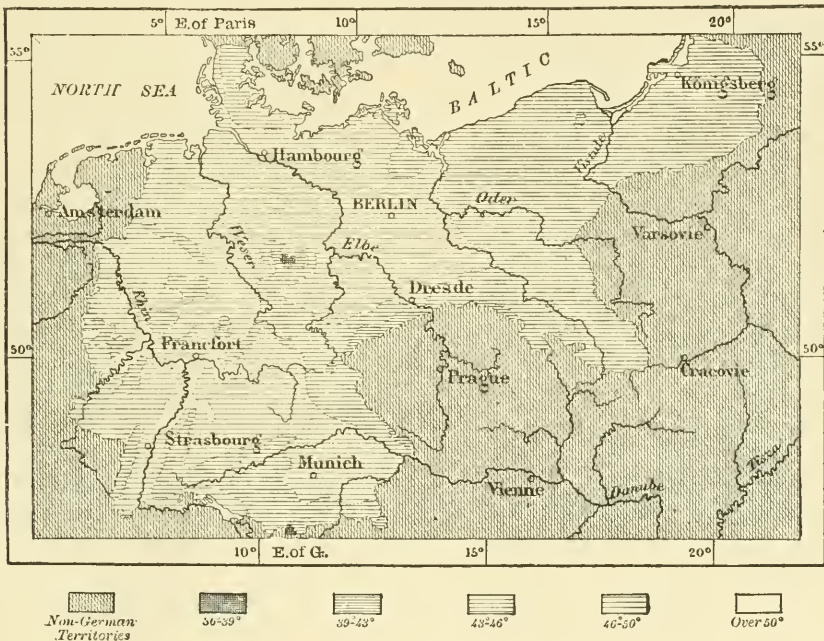 5° E. of Paris 10° 15° 20°
55° 55°
NORTH SEA
BALTIC
Königsberg
Hambourg
Amsterdam
BERLIN
Oder
Varsovie
Weser
Elbe
Rhin
Dresde
50° Francfort 50°
Prague
Cracovie
Strasbourg
Munich
Vienne
Danube
Tisza
10° E. of G. 15° 20°
Non-German 36-39° 39-43° 43-46° 46-50° Over 50°
Territories